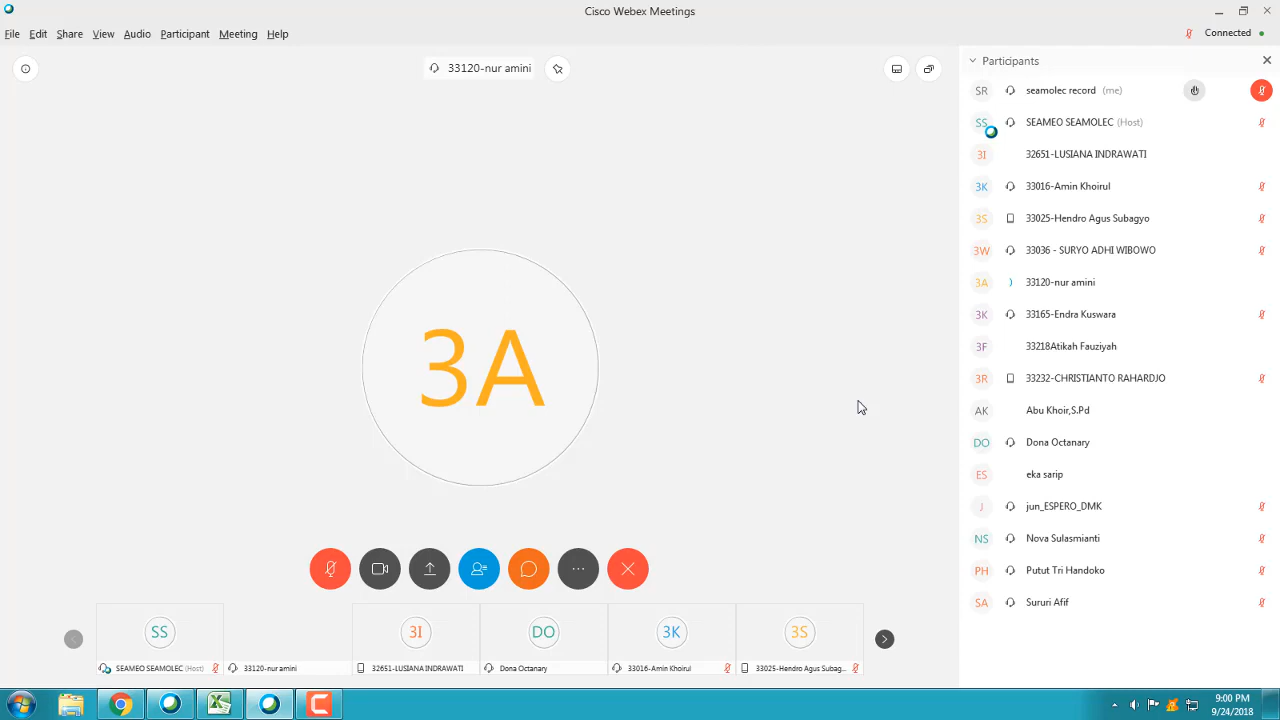 Cisco Webex Meetings
File Edit Share View Audio Participant Meeting Help
Connected
33120-nur amini
3A
Participants
SR seamolec record (me)
SS SEAMEO SEAMOLEC (Host)
3I 32651-LUSIANA INDRAWATI
3K 33016-Amin Khoirul
3S 33025-Hendro Agus Subagyo
3W 33036 - SURYO ADHI WIBOWO
3A 33120-nur amini
3K 33165-Endra Kuswara
3F 33218Atikah Fauziyah
3R 33232-CHRISTIANTO RAHARDJO
AK Abu Khoir,S.Pd
DO Dona Octanary
ES eka sarip
J jun_ESPERO_DMK
NS Nova Sulasmianti
PH Putut Tri Handoko
SA Sururi Afif
SS 3I DO 3K 3S
SEAMEO SEAMOLEC (Host) 33120-nur amini 32651-LUSIANA INDRAWATI Dona Octanary 33016-Amin Khoirul 33025-Hendro Agus Subag...
9:00 PM
9/24/2018